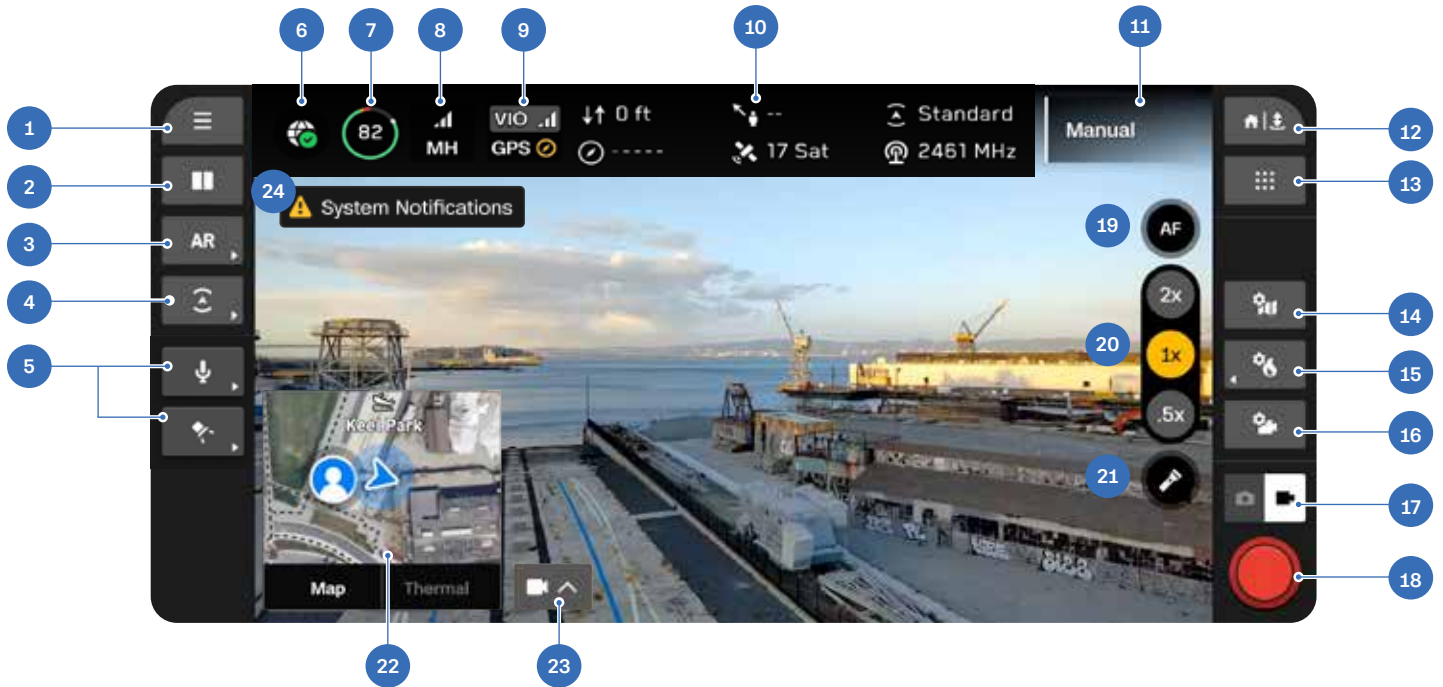 6 7 8 9 10 11
1
82
MH
VIO
GPS
0 ft
-----
--
17 Sat
Standard
2461 MHz
Manual
12
2
24
System Notifications
13
3
AR
19
AF
4
2x
14
5
20
1x
15
Keel Park
.5x
16
21
17
Map Thermal
18
22 23